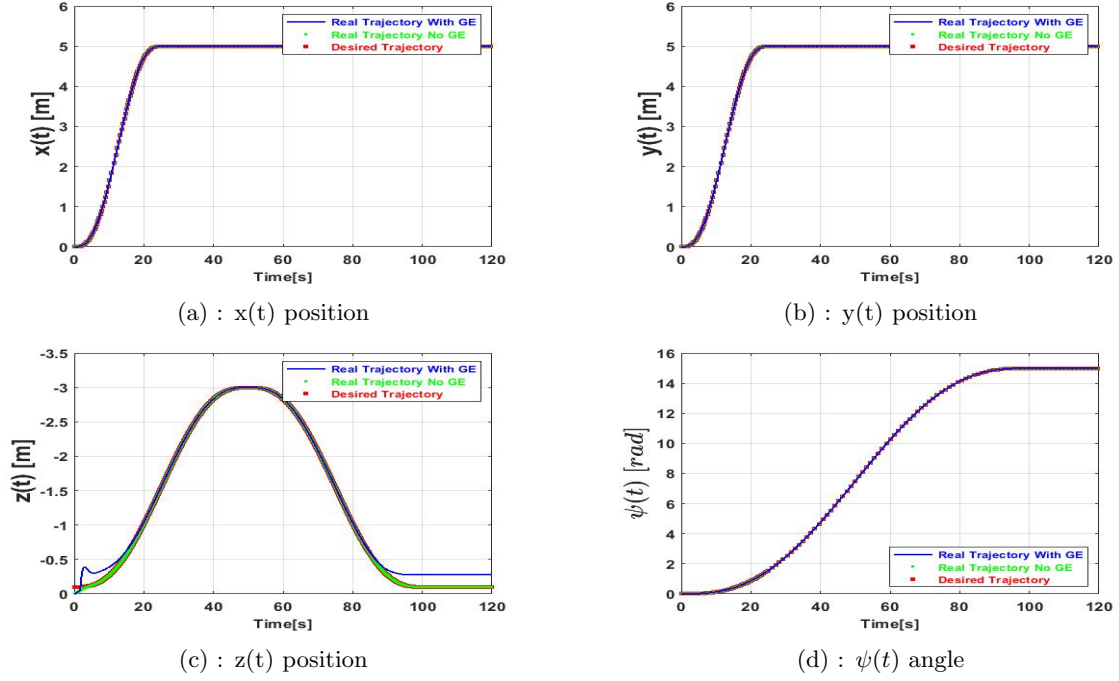 6
5
4
3
2
1
0
x(t) [m]
Real Trajectory With GE
Real Trajectory No GE
Desired Trajectory
0 20 40 60 80 100 120
Time[s]
(a) : x(t) position
6
5
4
3
2
1
0
y(t) [m]
Real Trajectory With GE
Real Trajectory No GE
Desired Trajectory
0 20 40 60 80 100 120
Time[s]
(b) : y(t) position
-3.5
-3
-2.5
-2
-1.5
-1
-0.5
0
z(t) [m]
Real Trajectory With GE
Real Trajectory No GE
Desired Trajectory
0 20 40 60 80 100 120
Time[s]
(c) : z(t) position
16
14
12
10
8
6
4
2
0
ψ(t) [rad]
Real Trajectory With GE
Real Trajectory No GE
Desired Trajectory
0 20 40 60 80 100 120
Time[s]
(d) : ψ(t) angle